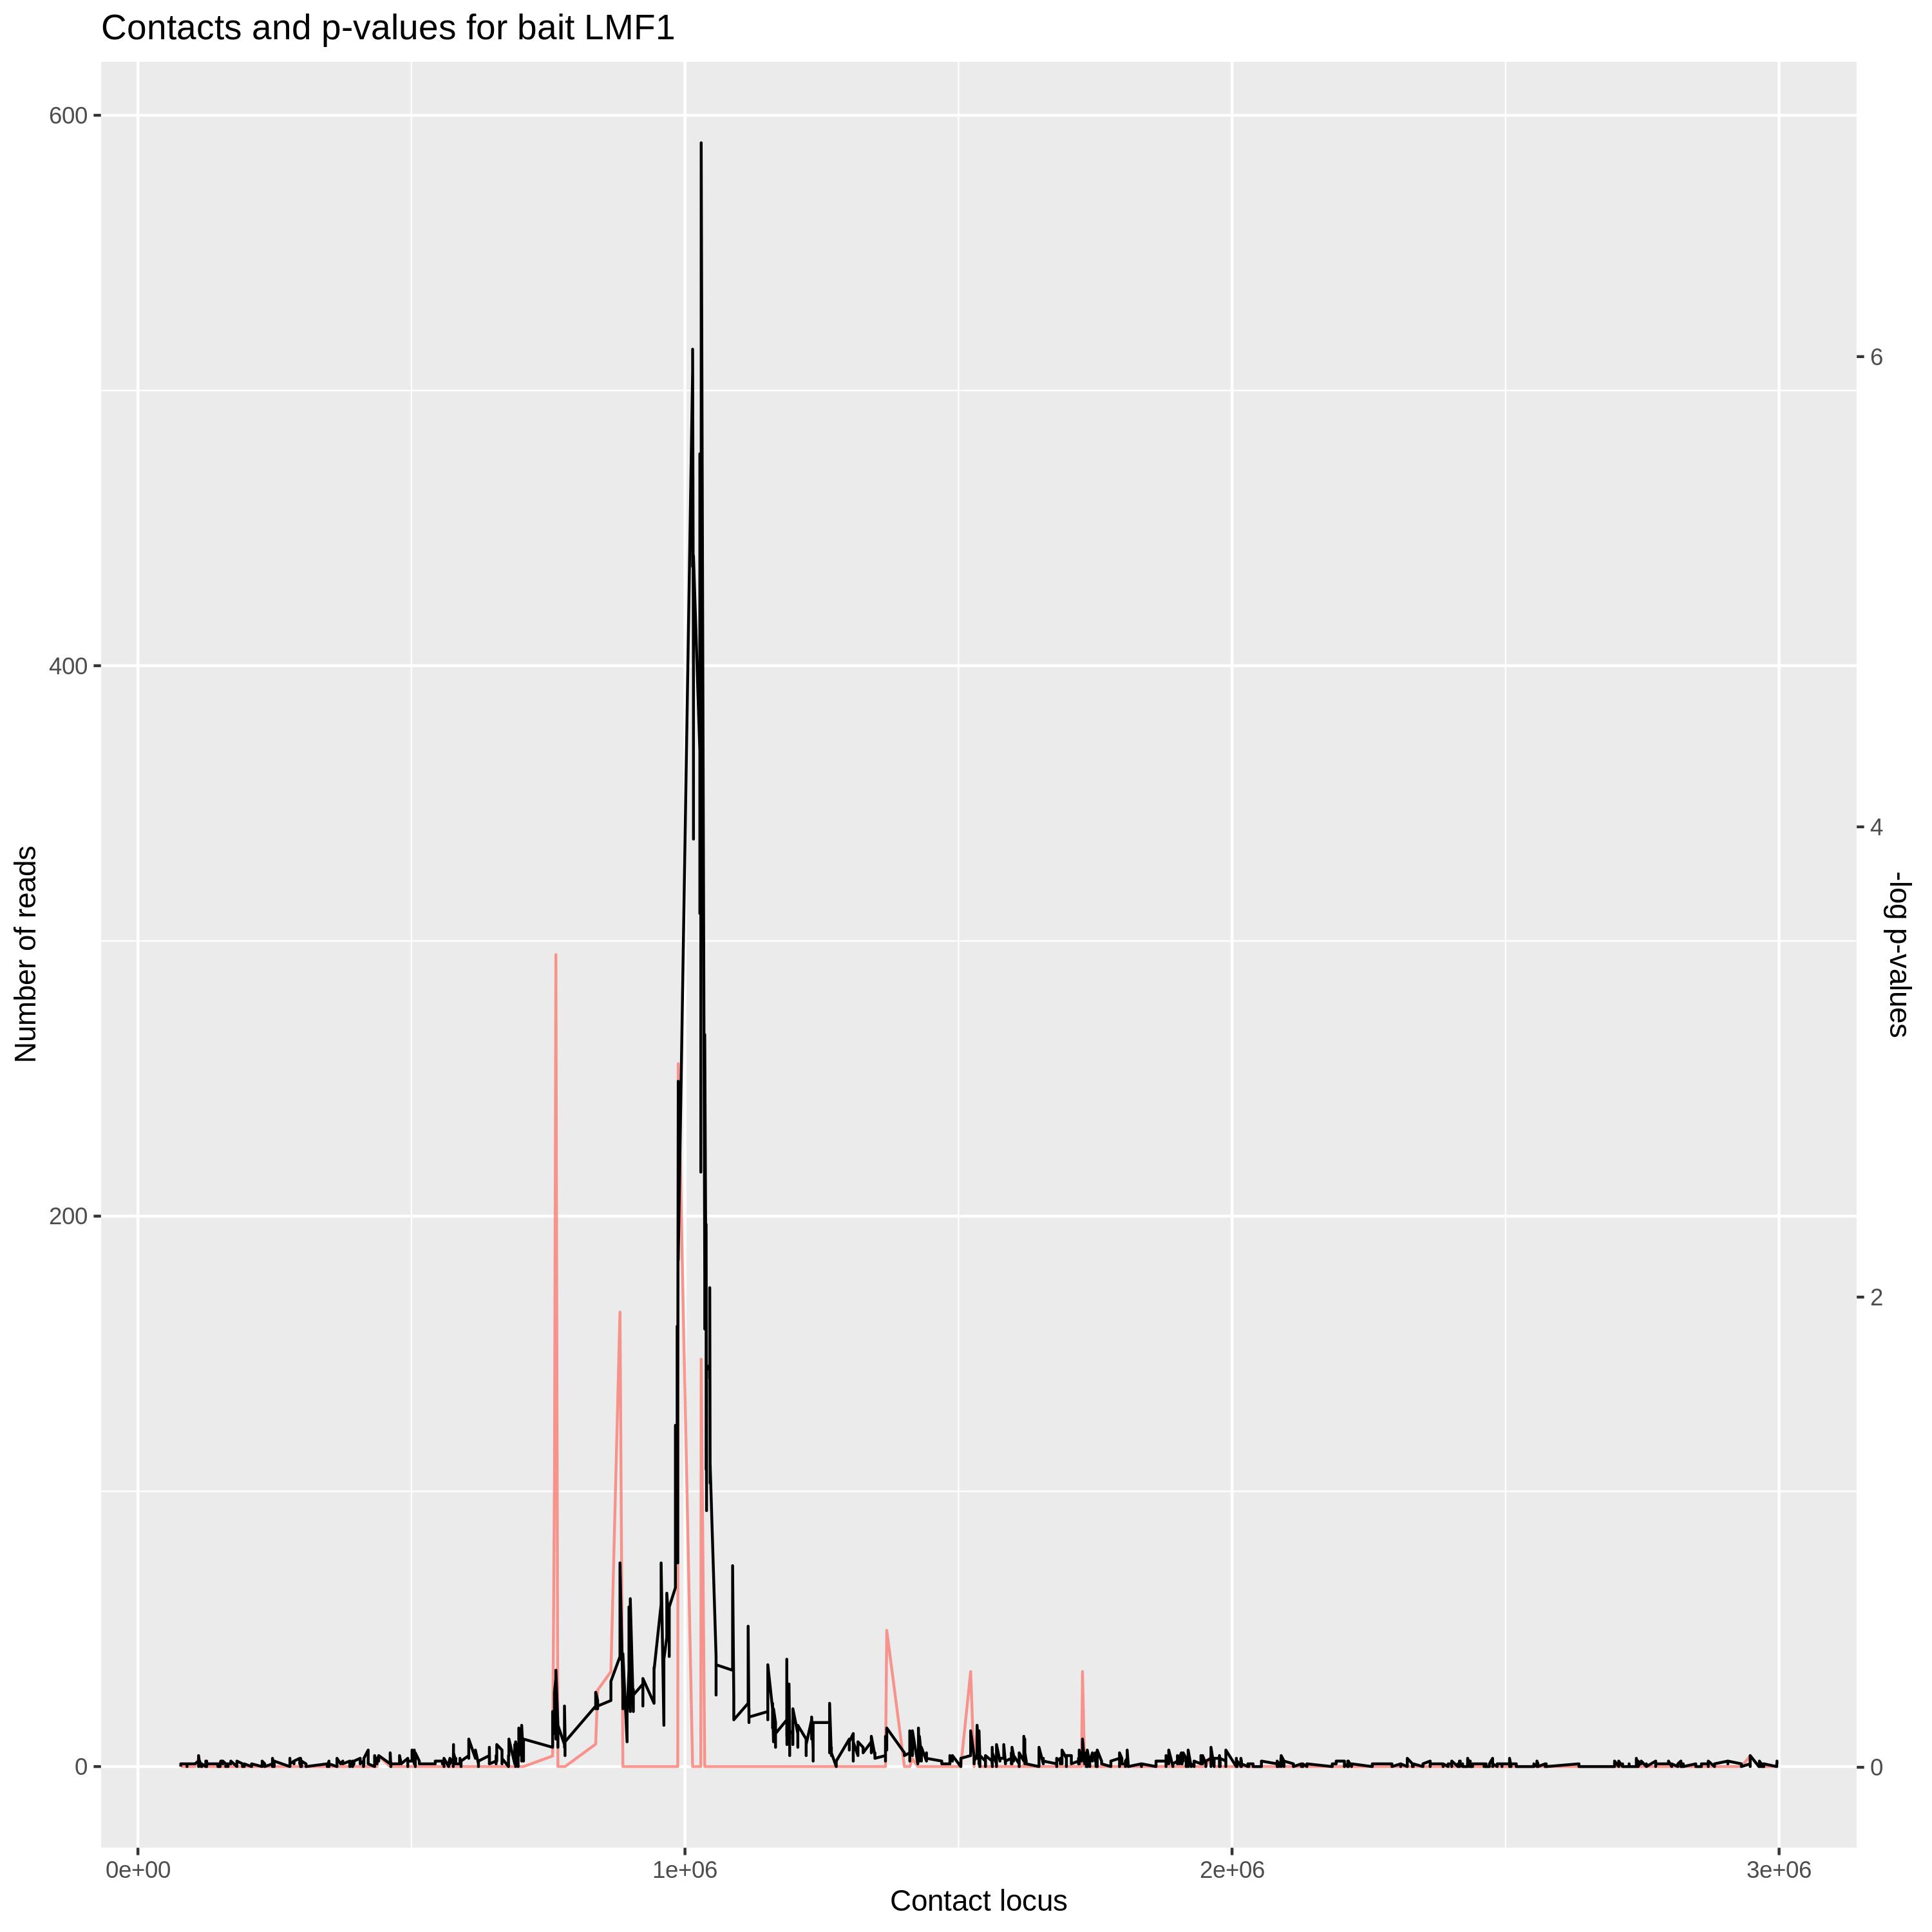 Contacts and p-values for bait LMF1
600
400
200
0
Number of reads
6
4
2
0
-log p-values
0e+00
1e+06
2e+06
3e+06
Contact locus